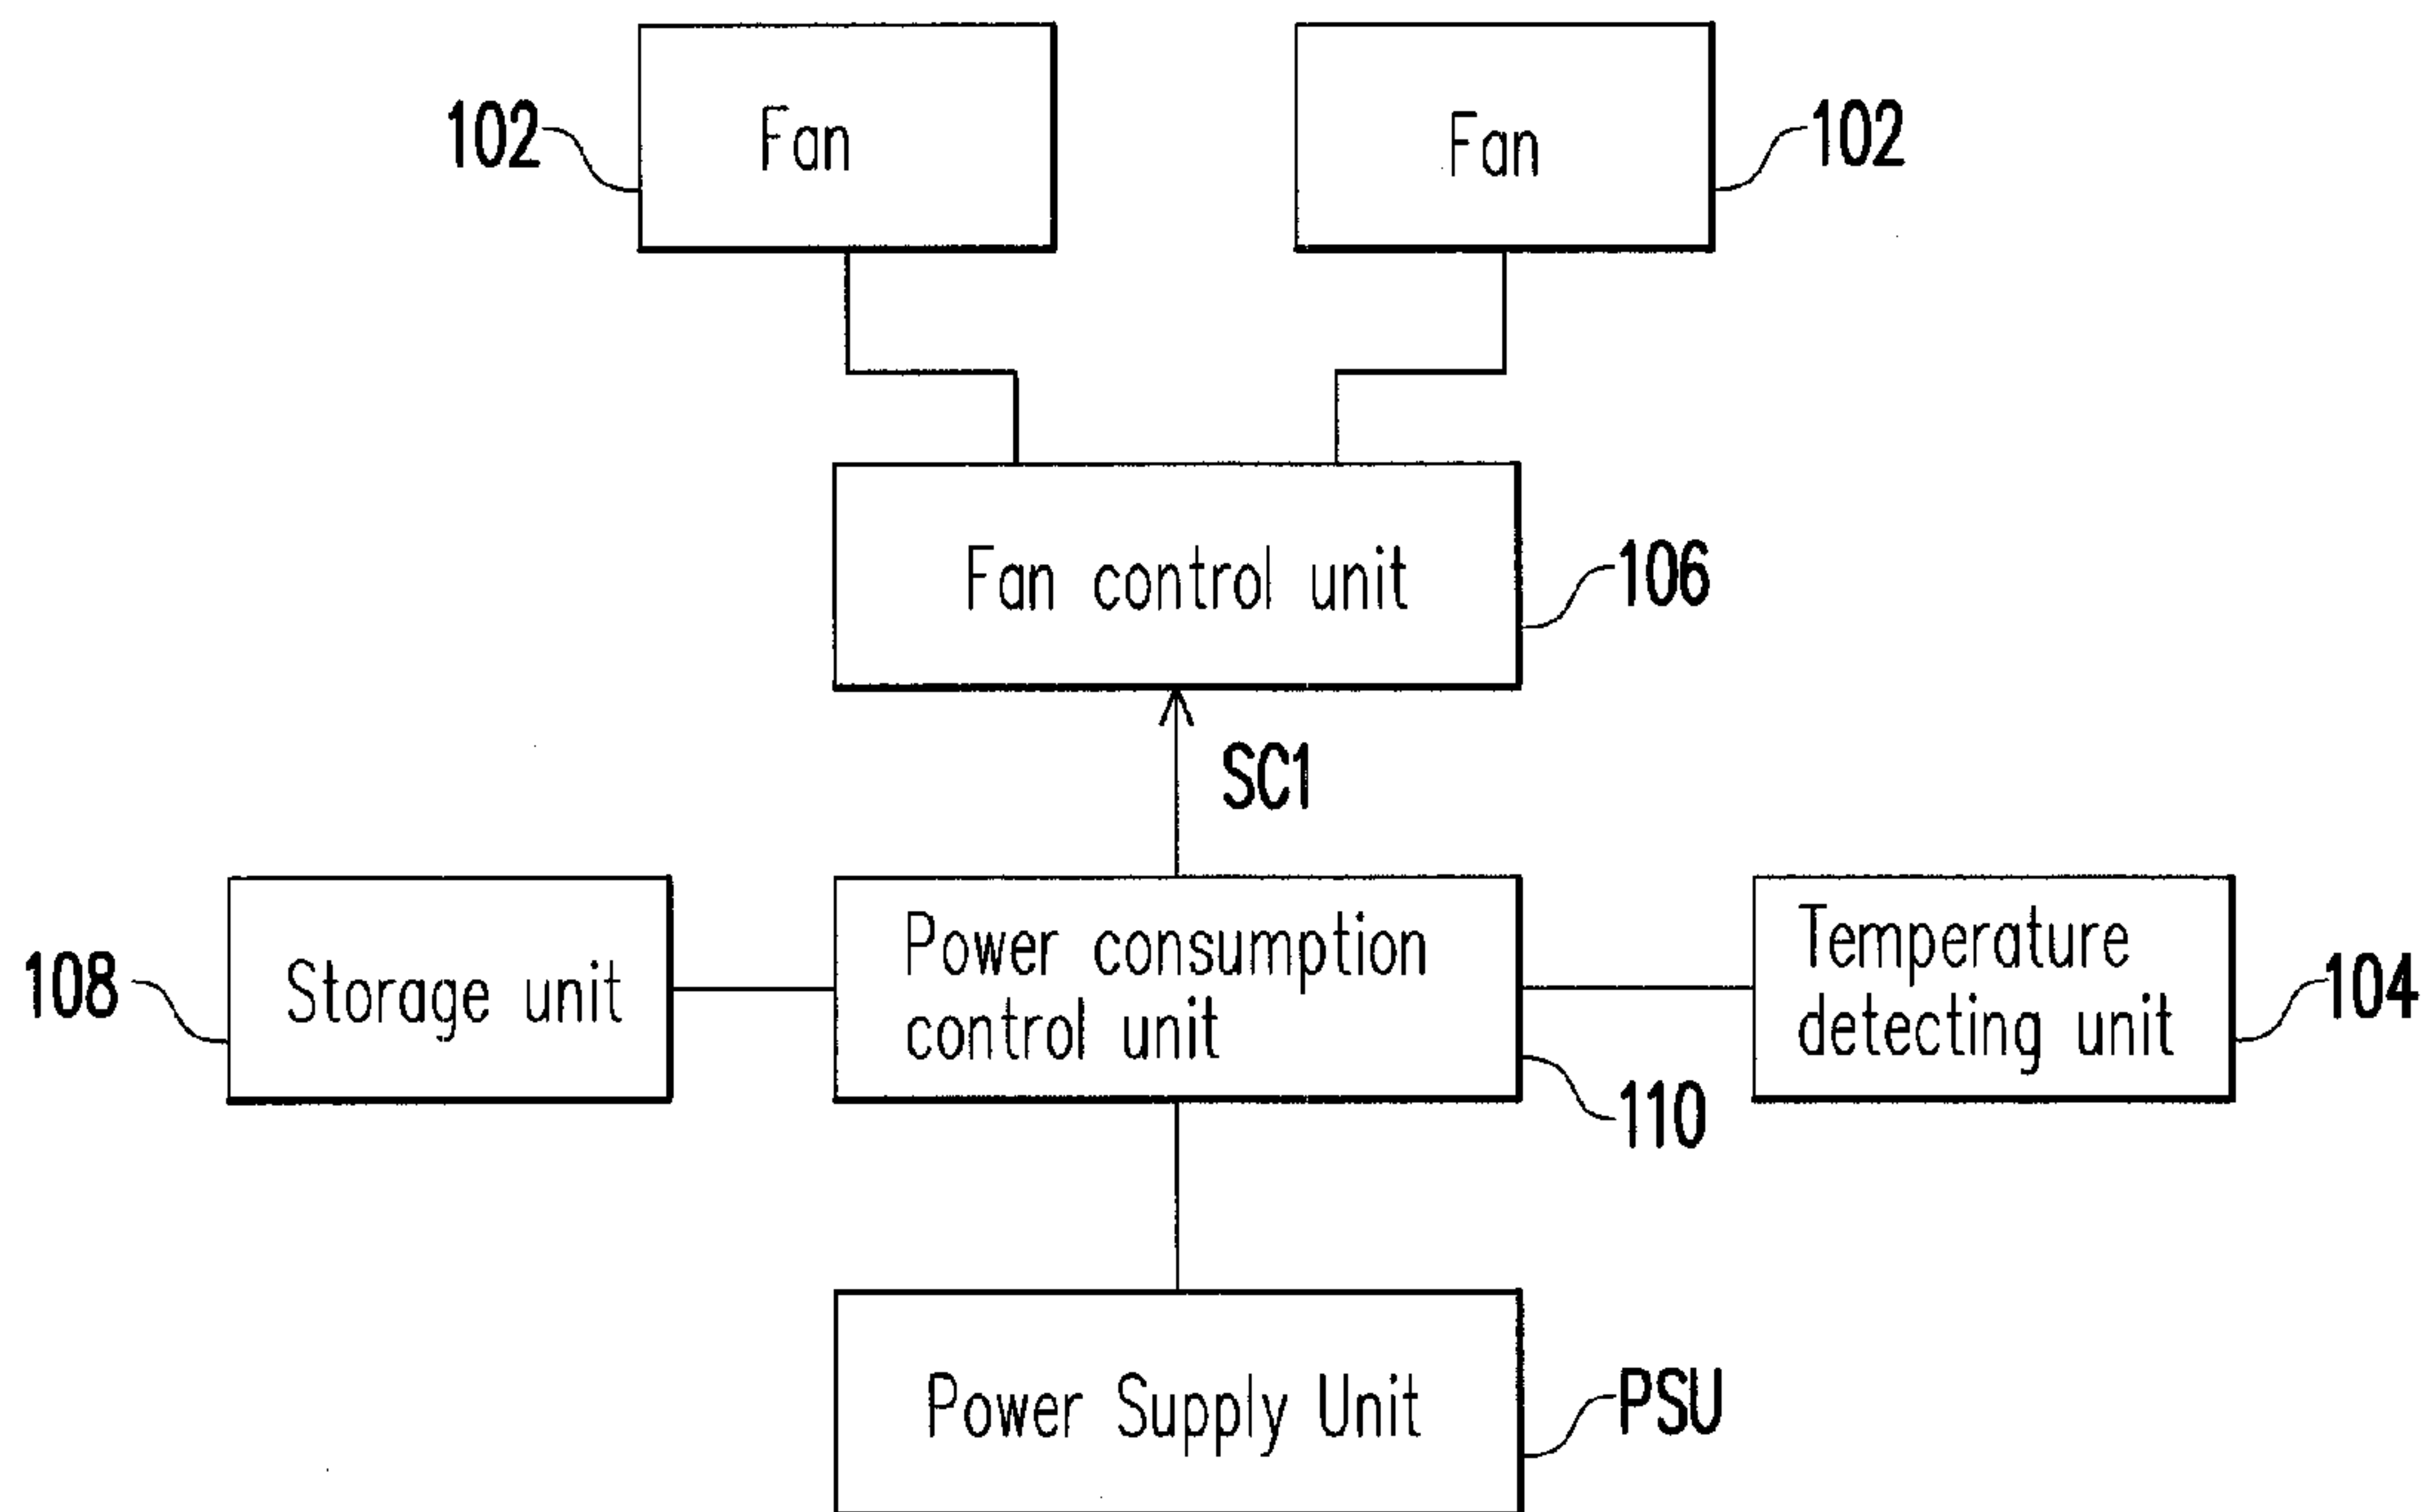 102
Fan
Fan
102
Fan control unit
106
SC1
108
Storage unit
Power consumption
control unit
110
Temperature
detecting unit
104
Power Supply Unit
PSU